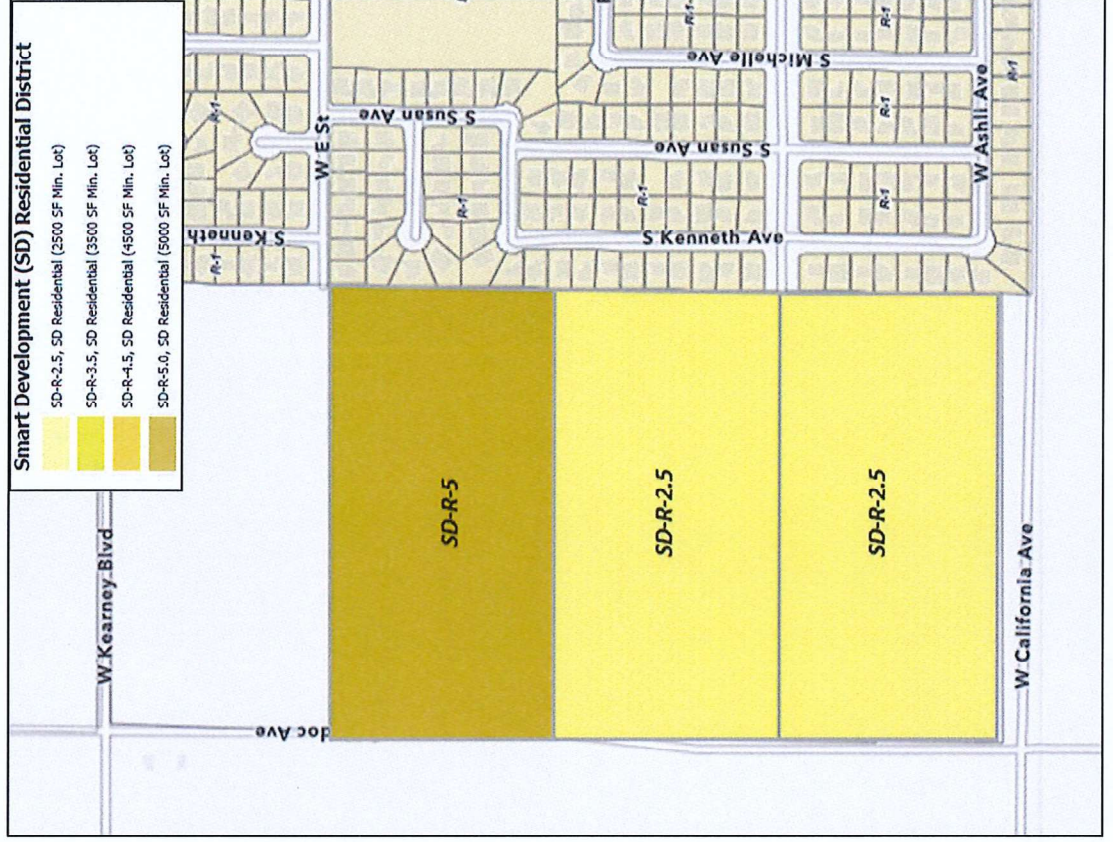 Smart Development (SD) Residential District
SD-R-2.5, SD Residential (2500 SF Min. Lot)
SD-R-3.5, SD Residential (3500 SF Min. Lot)
SD-R-4.5, SD Residential (4500 SF Min. Lot)
SD-R-5.0, SD Residential (5000 SF Min. Lot)
W Kearney Blvd
doc Ave
W E St
S Kenneth
R-1
R-1
S Susan Ave
R-1
S Susan Ave
R-1
S Kenneth Ave
S Michelle Ave
R-1
R-1
R-1
R-1
R-1
W Ashli Ave
W California Ave
SD-R-5
SD-R-2.5
SD-R-2.5